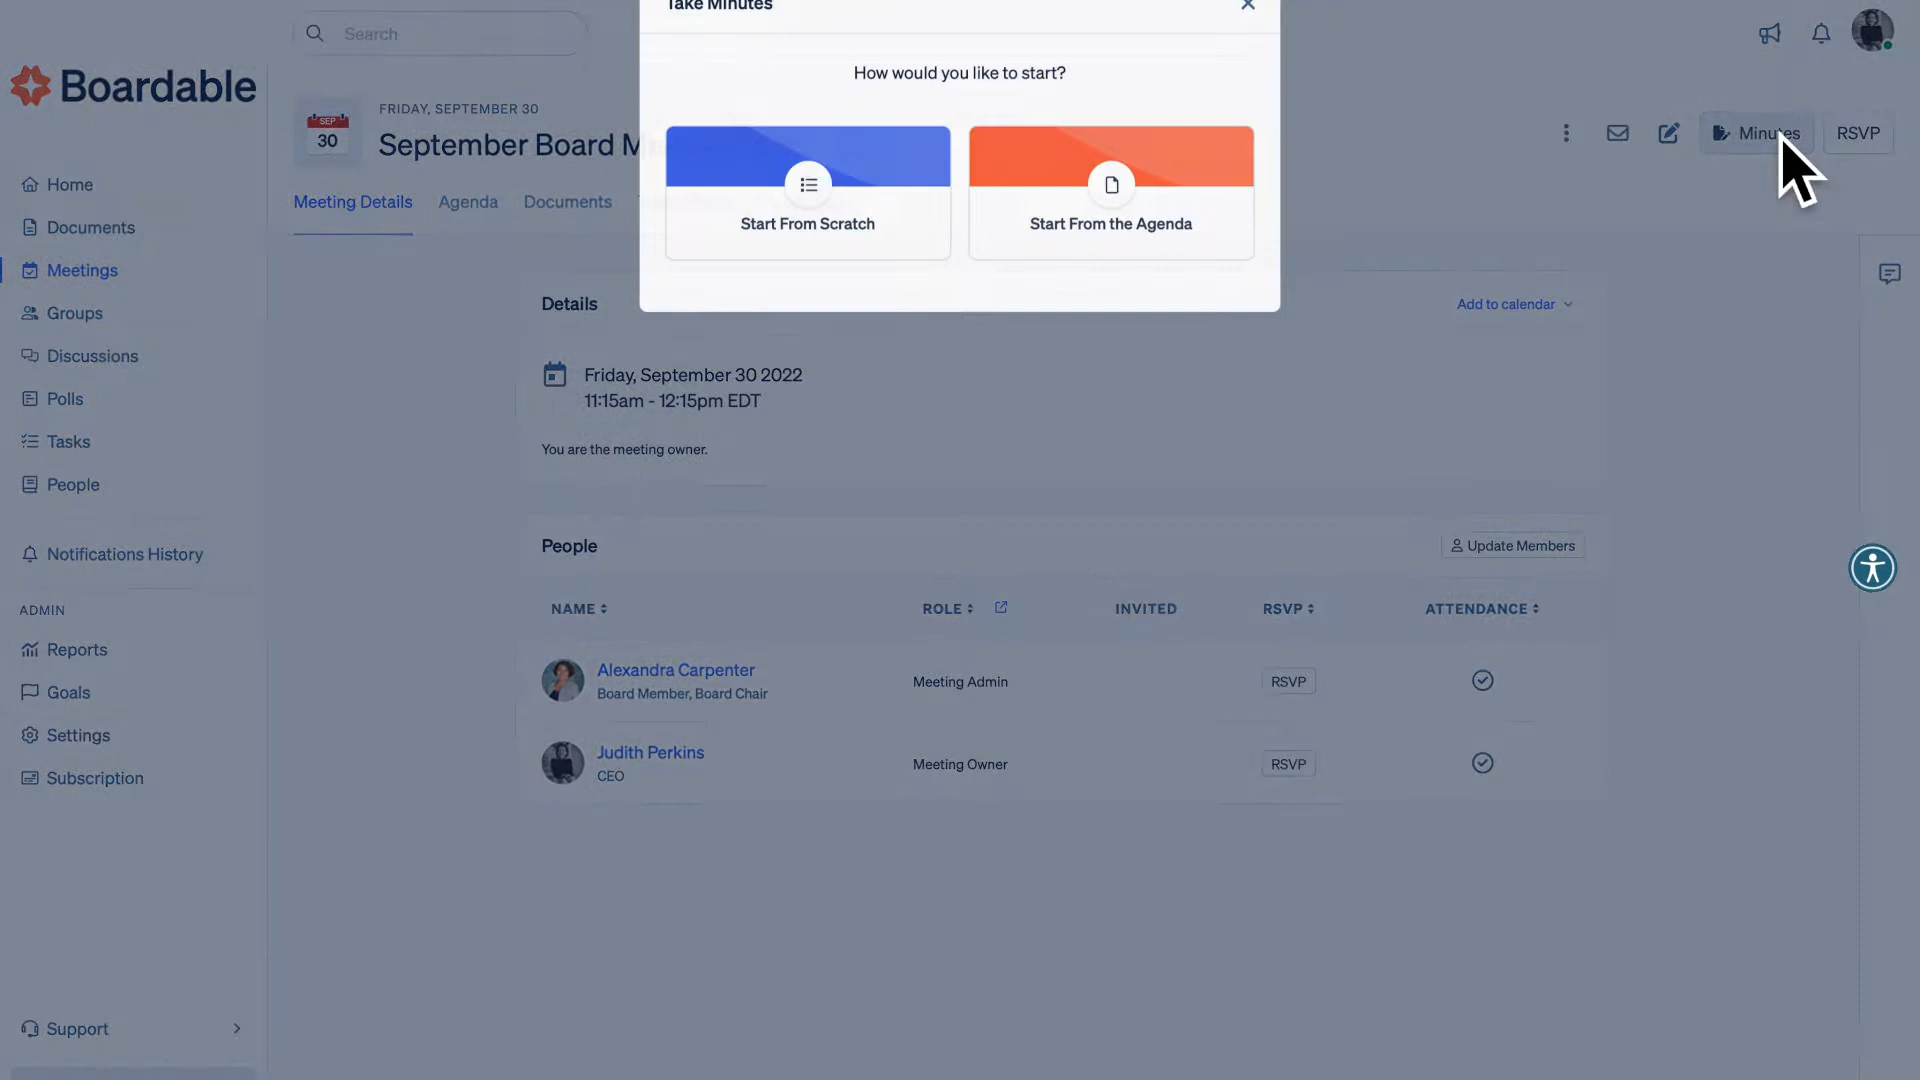 Take Minutes
Search
How would you like to start?
Start From Scratch
Start From the Agenda
Boardable
SEP
30
FRIDAY, SEPTEMBER 30
September Board
Minutes
RSVP
Meeting Details
Agenda
Documents
Home
Documents
Meetings
Groups
Discussions
Polls
Tasks
People
Notifications History
ADMIN
Reports
Goals
Settings
Subscription
Support
Details
Add to calendar
Friday, September 30 2022
11:15am - 12:15pm EDT
You are the meeting owner.
People
Update Members
NAME
ROLE
INVITED
RSVP
ATTENDANCE
Alexandra Carpenter
Board Member, Board Chair
Meeting Admin
RSVP
Judith Perkins
CEO
Meeting Owner
RSVP